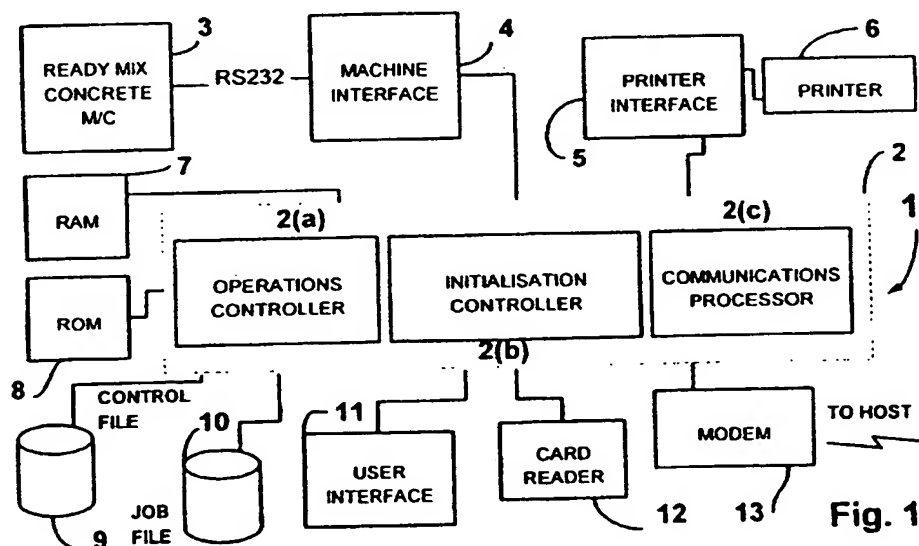 3
READY MIX
CONCRETE
M/C
RS232
4
MACHINE
INTERFACE
PRINTER
INTERFACE
5
6
PRINTER
7
RAM
2
1
2(a)
2(c)
OPERATIONS
CONTROLLER
INITIALISATION
CONTROLLER
COMMUNICATIONS
PROCESSOR
2(b)
ROM
8
CONTROL
FILE
9
10
JOB
FILE
11
USER
INTERFACE
CARD
READER
12
MODEM
13
TO HOST
Fig. 1